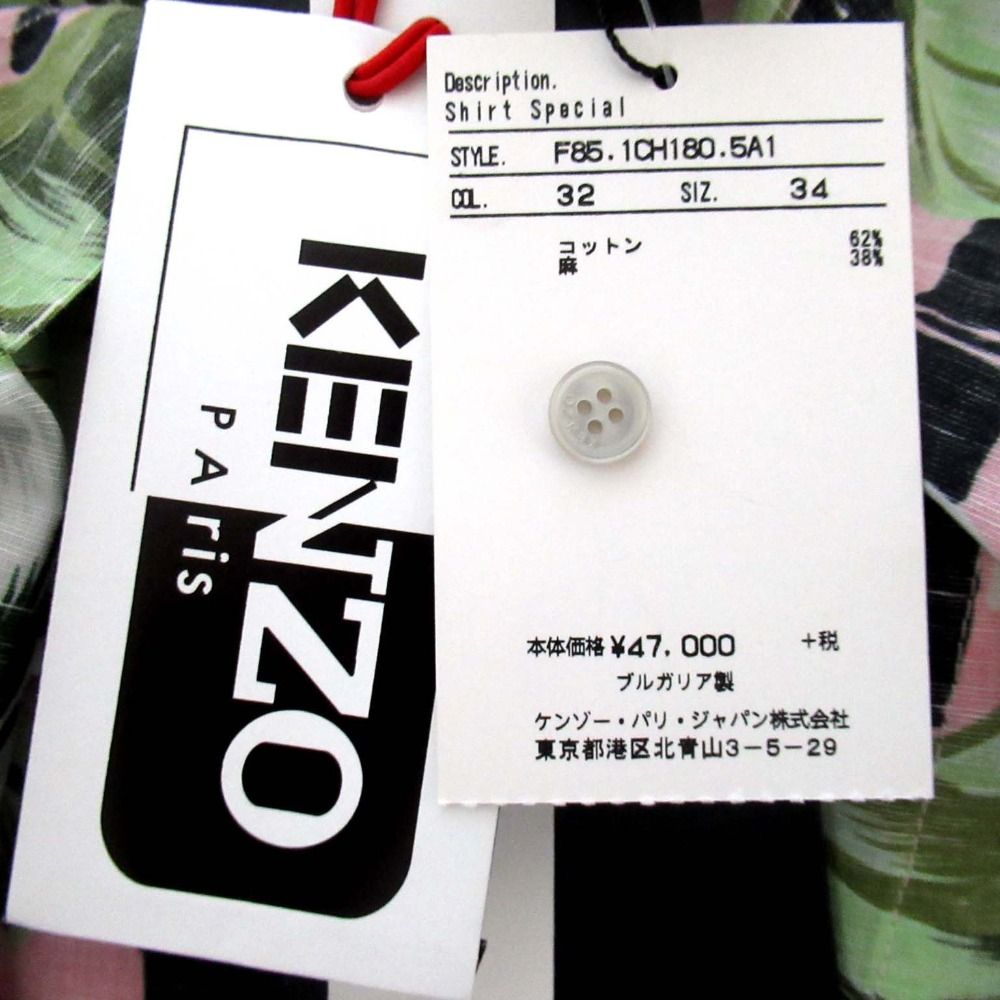 KENZO
PAris
Description.
Shirt Special
STYLE. F85.1CH180.5A1
COL. 32 SIZ. 34
コットン 62%
麻 38%
本体価格 ¥47,000 +税
ブルガリア製
ケンゾー・パリ・ジャパン株式会社
東京都港区北青山3-5-29